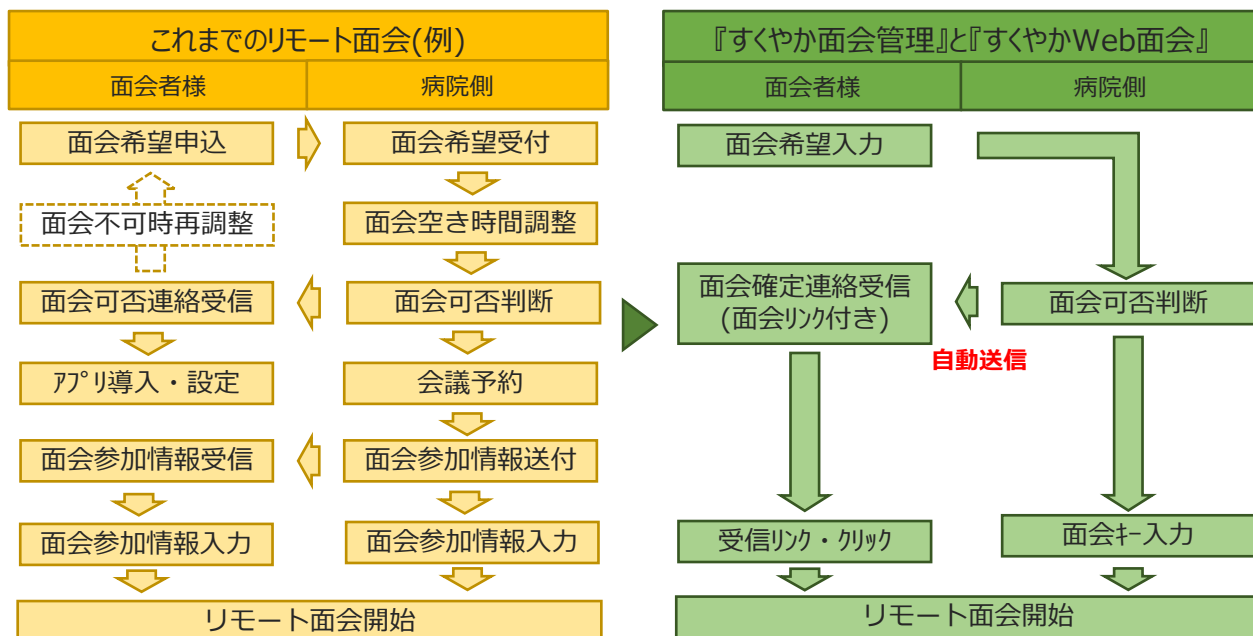 これまでのリモート面会(例)
面会者様
病院側
面会希望申込
面会希望受付
面会不可時再調整
面会空き時間調整
面会可否連絡受信
面会可否判断
ｱﾌﾟﾘ導入・設定
会議予約
面会参加情報受信
面会参加情報送付
面会参加情報入力
面会参加情報入力
リモート面会開始
『すくやか面会管理』と『すくやかWeb面会』
面会者様
病院側
面会希望入力
面会確定連絡受信
(面会ﾘﾝｸ付き)
面会可否判断
自動送信
受信ﾘﾝｸ・ｸﾘｯｸ
面会ｷｰ入力
リモート面会開始